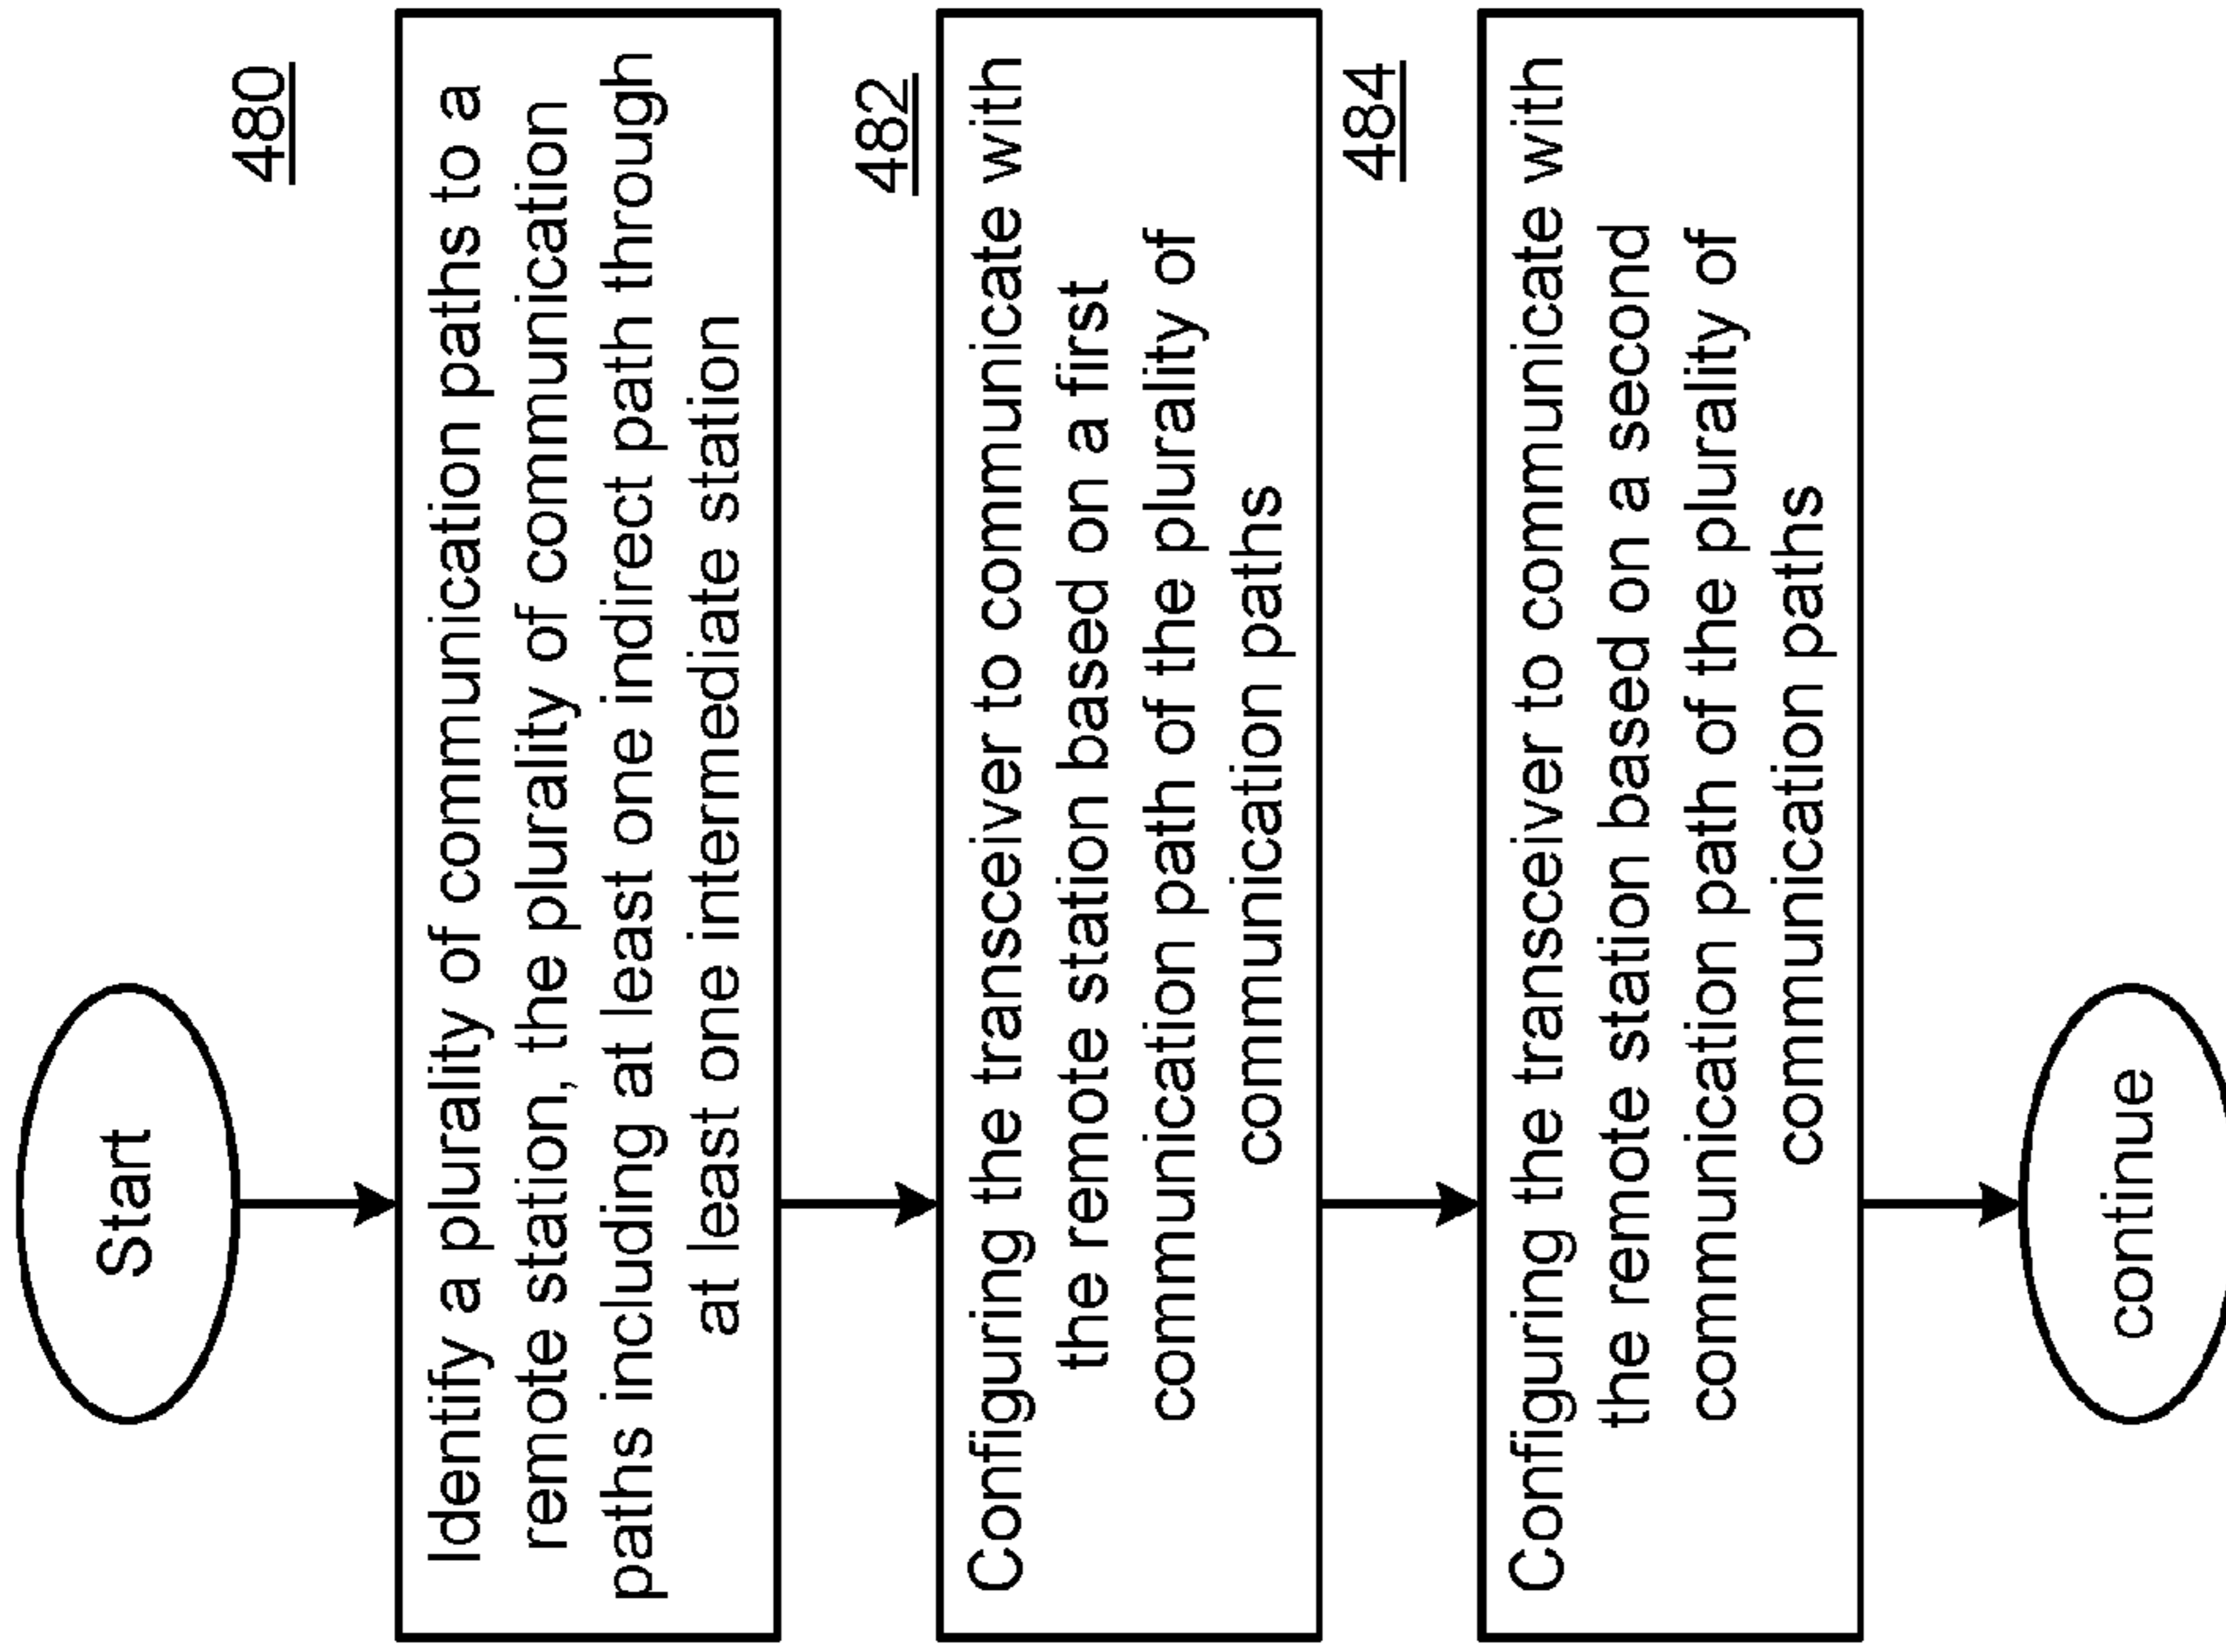 Start
480
Identify a plurality of communication paths to a
remote station, the plurality of communication
paths including at least one indirect path through
at least one intermediate station
482
Configuring the transceiver to communicate with
the remote station based on a first
communication path of the plurality of
communication paths
484
Configuring the transceiver to communicate with
the remote station based on a second
communication path of the plurality of
communication paths
continue